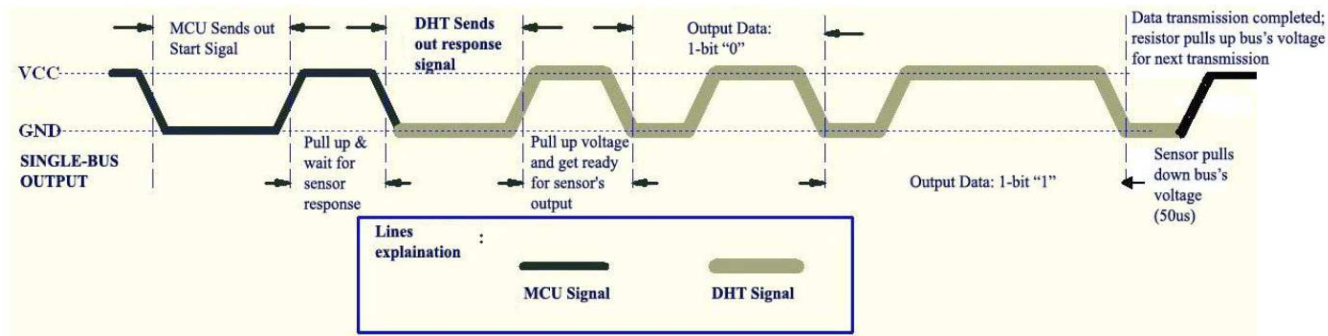 MCU Sends out
Start Sigal
DHT Sends
out response
signal
Output Data:
1-bit “0”
Data transmission completed;
resistor pulls up bus’s voltage
for next transmission
VCC
GND
SINGLE-BUS
OUTPUT
Pull up &
wait for
sensor
response
Pull up voltage
and get ready
for sensor's
output
Output Data: 1-bit “1”
Sensor pulls
down bus’s
voltage
(50us)
Lines :
explaination
MCU Signal
DHT Signal